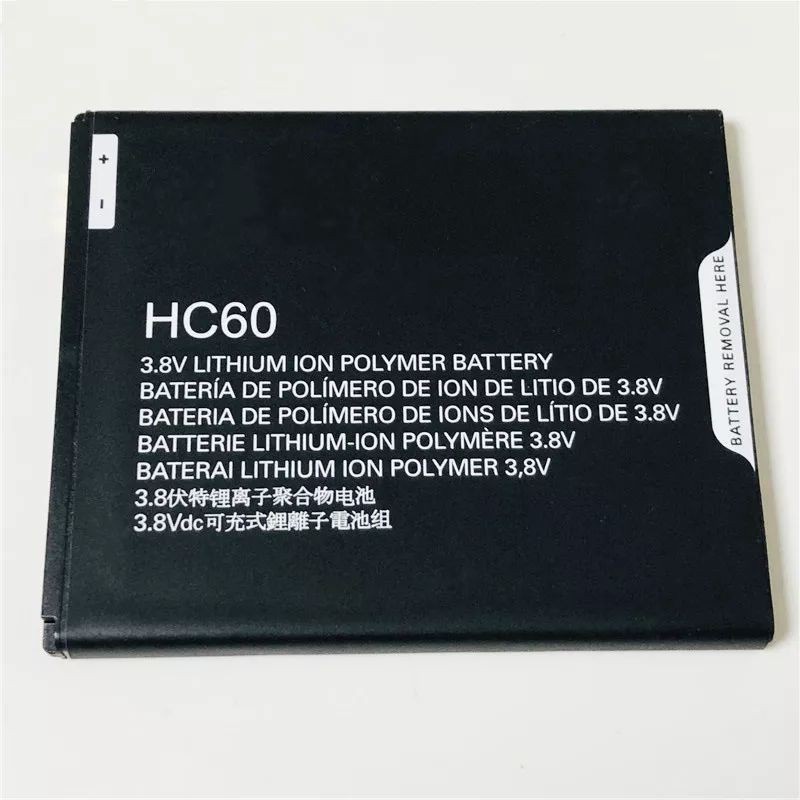 +
-
HC60
3.8V LITHIUM ION POLYMER BATTERY
BATERÍA DE POLÍMERO DE ION DE LITIO DE 3.8V
BATERIA DE POLÍMERO DE IONS DE LÍTIO DE 3.8V
BATTERIE LITHIUM-ION POLYMÈRE 3.8V
BATERAI LITHIUM ION POLYMER 3,8V
3.8伏特锂离子聚合物电池
3.8Vdc可充式鋰離子電池组
BATTERY REMOVAL HERE